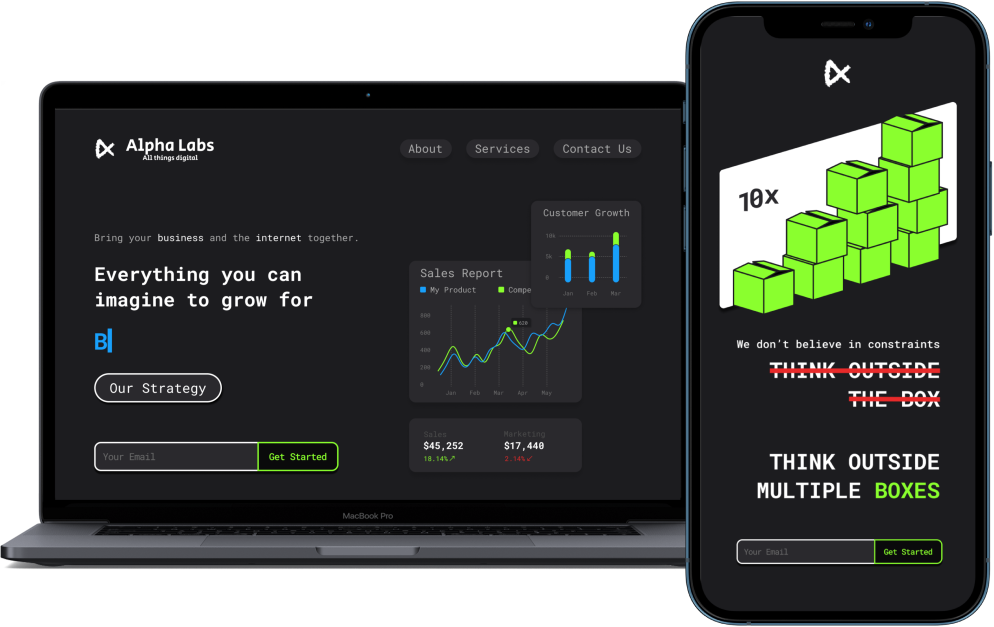 Alpha Labs
All things digital
About
Services
Contact Us
Bring your business and the internet together.
Everything you can
imagine to grow for
B
Our Strategy
Your Email
Get Started
Customer Growth
10k
5k
0
Jan Feb Mar
Sales Report
My Product
Compe
800
600
400
200
0
620
Jan Feb Mar Apr May
Sales
$45,252
18.14%↗
Marketing
$17,440
2.14%↙
MacBook Pro
10x
We don't believe in constraints
THINK OUTSIDE
THE BOX
THINK OUTSIDE
MULTIPLE BOXES
Your Email
Get Started